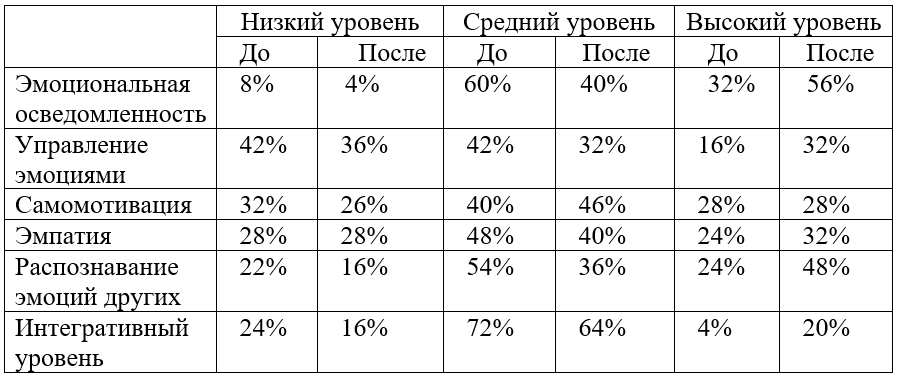 Низкий уровень Средний уровень Высокий уровень
До После До После До После
Эмоциональная осведомленность 8% 4% 60% 40% 32% 56%
Управление эмоциями 42% 36% 42% 32% 16% 32%
Самомотивация 32% 26% 40% 46% 28% 28%
Эмпатия 28% 28% 48% 40% 24% 32%
Распознавание эмоций других 22% 16% 54% 36% 24% 48%
Интегративный уровень 24% 16% 72% 64% 4% 20%